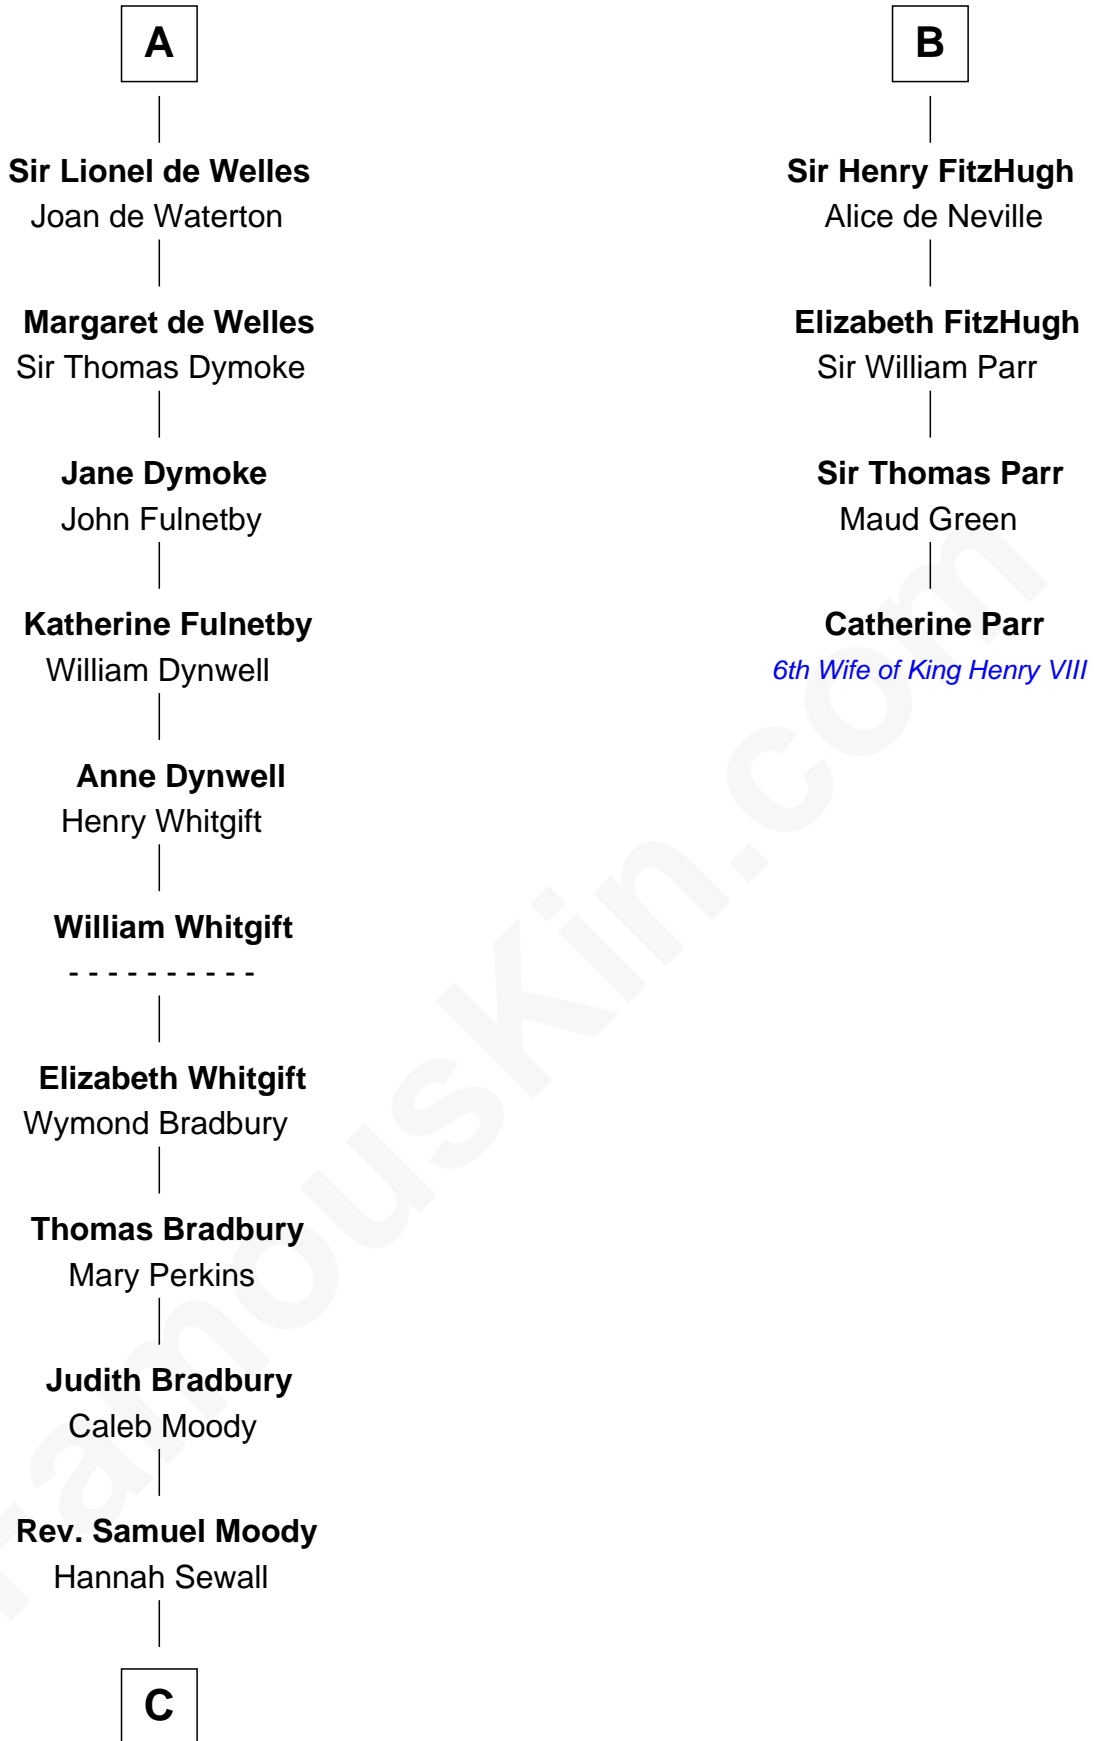 A
Sir Lionel de Welles
Joan de Waterton
Margaret de Welles
Sir Thomas Dymoke
Jane Dymoke
John Fulnetby
Katherine Fulnetby
William Dynwell
Anne Dynwell
Henry Whitgift
William Whitgift
- - - - - - - - - -
Elizabeth Whitgift
Wymond Bradbury
Thomas Bradbury
Mary Perkins
Judith Bradbury
Caleb Moody
Rev. Samuel Moody
Hannah Sewall
C
B
Sir Henry FitzHugh
Alice de Neville
Elizabeth FitzHugh
Sir William Parr
Sir Thomas Parr
Maud Green
Catherine Parr
6th Wife of King Henry VIII
FamousKin.com